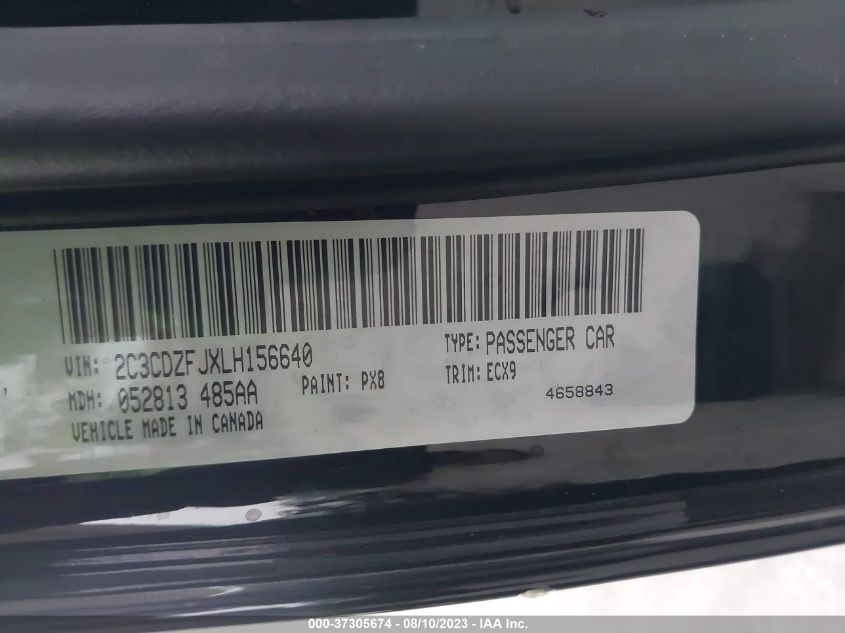 VIN: 2C3CDZFJXLH156640
TYPE: PASSENGER CAR
MDH: 052813 485AA
PAINT: PX8
TRIM: ECX9
4658843
VEHICLE MADE IN CANADA
000-37305674 - 08/10/2023 - IAA Inc.